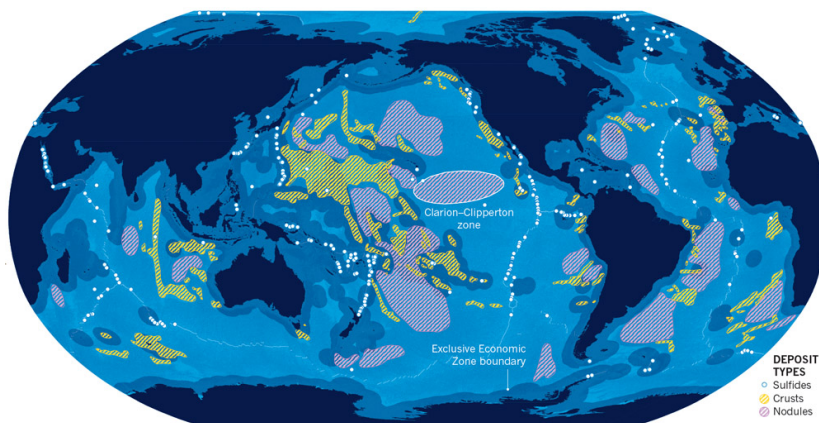 Clarion–Clipperton
zone
Exclusive Economic
Zone boundary
DEPOSIT
TYPES
Sulfides
Crusts
Nodules